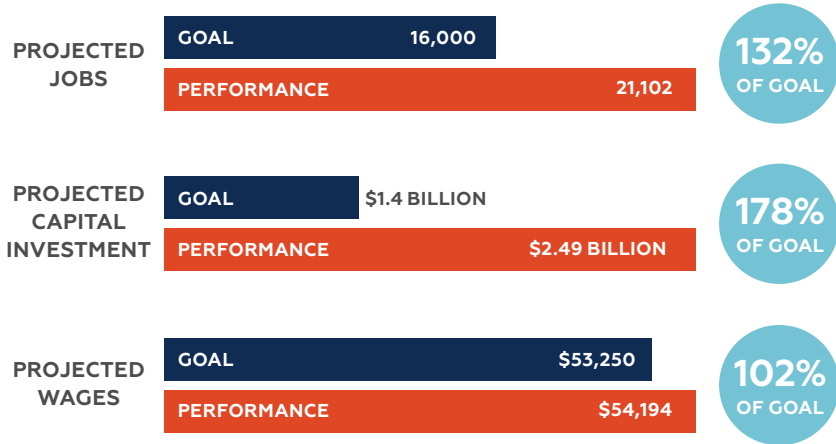 PROJECTED
JOBS
GOAL 16,000
PERFORMANCE 21,102
132%
OF GOAL
PROJECTED
CAPITAL
INVESTMENT
GOAL $1.4 BILLION
PERFORMANCE $2.49 BILLION
178%
OF GOAL
PROJECTED
WAGES
GOAL $53,250
PERFORMANCE $54,194
102%
OF GOAL